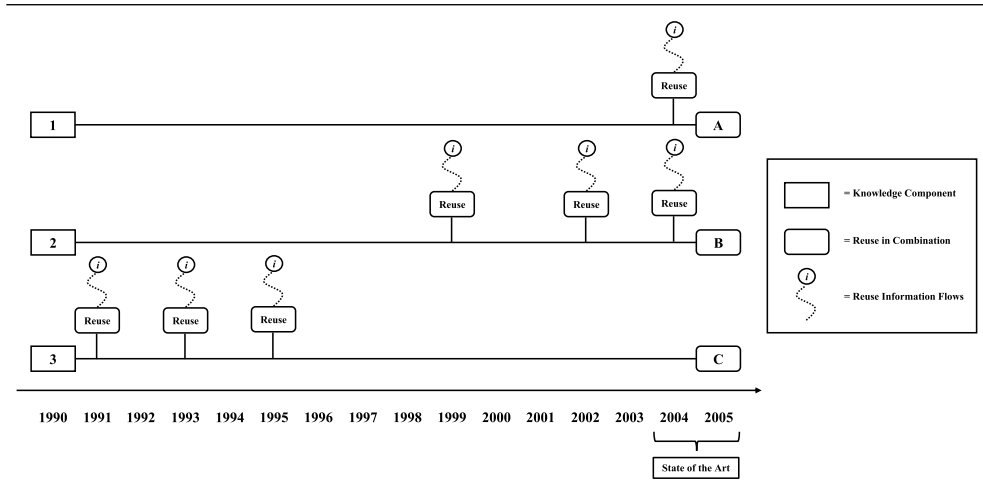 i
Reuse
1
A
i
i
i
Reuse
Reuse
Reuse
2
B
i
i
i
Reuse
Reuse
Reuse
3
C
1990 1991 1992 1993 1994 1995 1996 1997 1998 1999 2000 2001 2002 2003 2004 2005
State of the Art
= Knowledge Component
= Reuse in Combination
i
= Reuse Information Flows